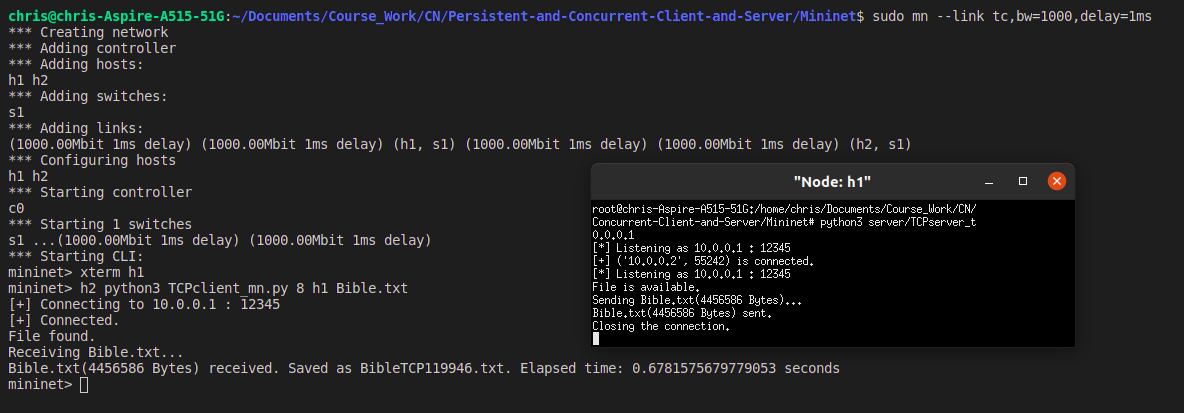 chris@chris-Aspire-A515-51G:~/Documents/Course_Work/CN/Persistent-and-Concurrent-Client-and-Server/Mininet$ sudo mn --link tc,bw=1000,delay=1ms
*** Creating network
*** Adding controller
*** Adding hosts:
h1 h2
*** Adding switches:
s1
*** Adding links:
(1000.00Mbit 1ms delay) (1000.00Mbit 1ms delay) (h1, s1) (1000.00Mbit 1ms delay) (1000.00Mbit 1ms delay) (h2, s1)
*** Configuring hosts
h1 h2
*** Starting controller
c0
*** Starting 1 switches
s1 ...(1000.00Mbit 1ms delay) (1000.00Mbit 1ms delay)
*** Starting CLI:
mininet> xterm h1
mininet> h2 python3 TCPclient_mn.py 8 h1 Bible.txt
[+] Connecting to 10.0.0.1 : 12345
[+] Connected.
File found.
Receiving Bible.txt...
Bible.txt(4456586 Bytes) received. Saved as BibleTCP119946.txt. Elapsed time: 0.6781575679779053 seconds
mininet>
"Node: h1"
root@chris-Aspire-A515-51G:/home/chris/Documents/Course_Work/CN/
Concurrent-Client-and-Server/Mininet# python3 server/TCPserver_t
0.0.0.1
[*] Listening as 10.0.0.1 : 12345
[+] ('10.0.0.2', 55242) is connected.
[*] Listening as 10.0.0.1 : 12345
File is available.
Sending Bible.txt(4456586 Bytes)...
Bible.txt(4456586 Bytes) sent.
Closing the connection.